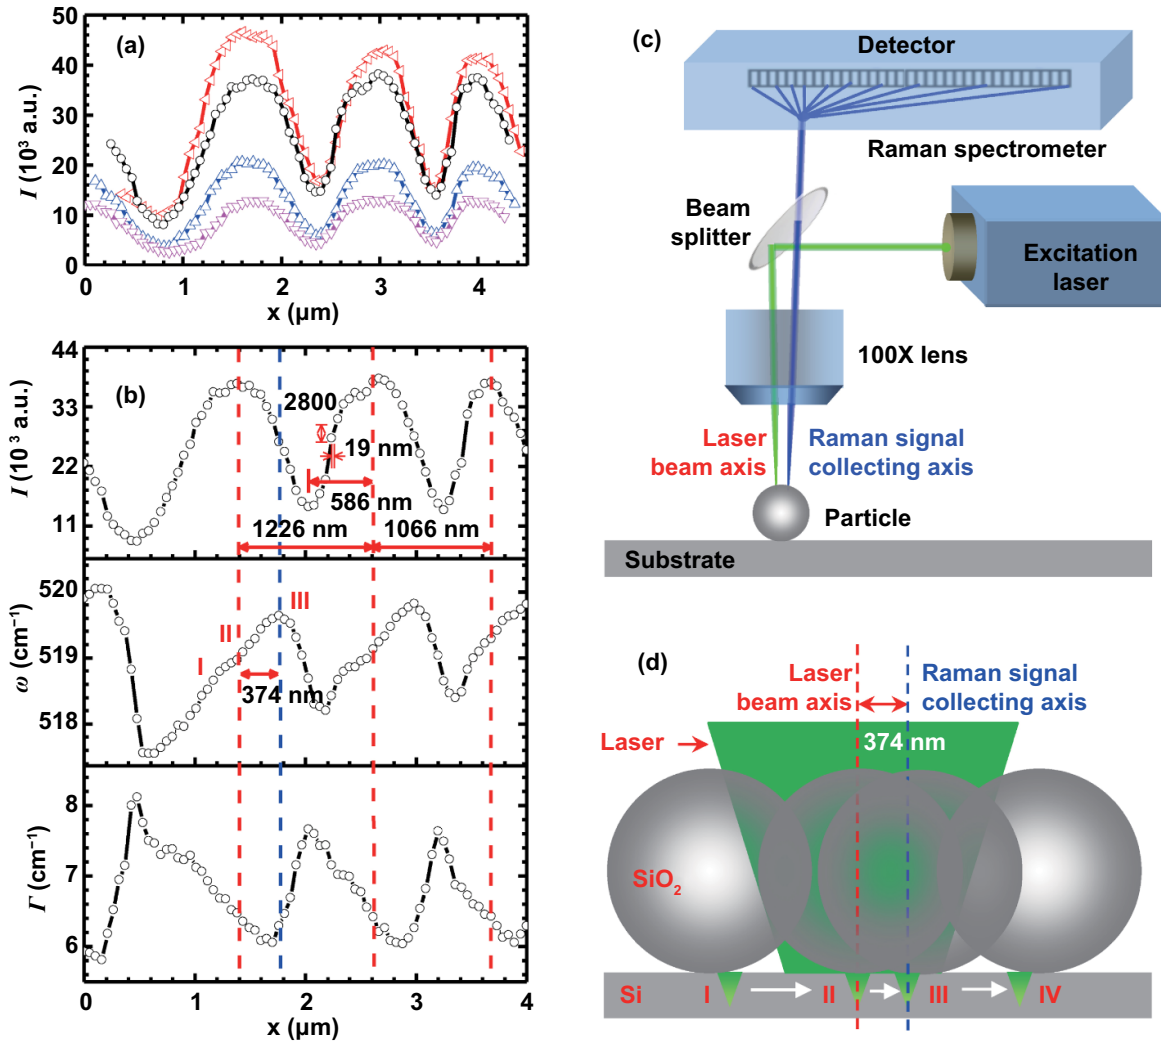 (a)
I (10³ a.u.)
50
40
30
20
10
0
0 1 2 3 4
x (μm)
(b)
I (10³ a.u.)
44
33
22
11
2800
19 nm
586 nm
1226 nm
1066 nm
ω (cm⁻¹)
520
519
518
I
II
III
374 nm
Γ (cm⁻¹)
8
7
6
0 1 2 3 4
x (μm)
(c)
Detector
Raman spectrometer
Beam
splitter
Excitation
laser
100X lens
Laser
beam axis
Raman signal
collecting axis
Particle
Substrate
(d)
Laser
beam axis
Raman signal
collecting axis
Laser
374 nm
SiO₂
Si
I
II
III
IV